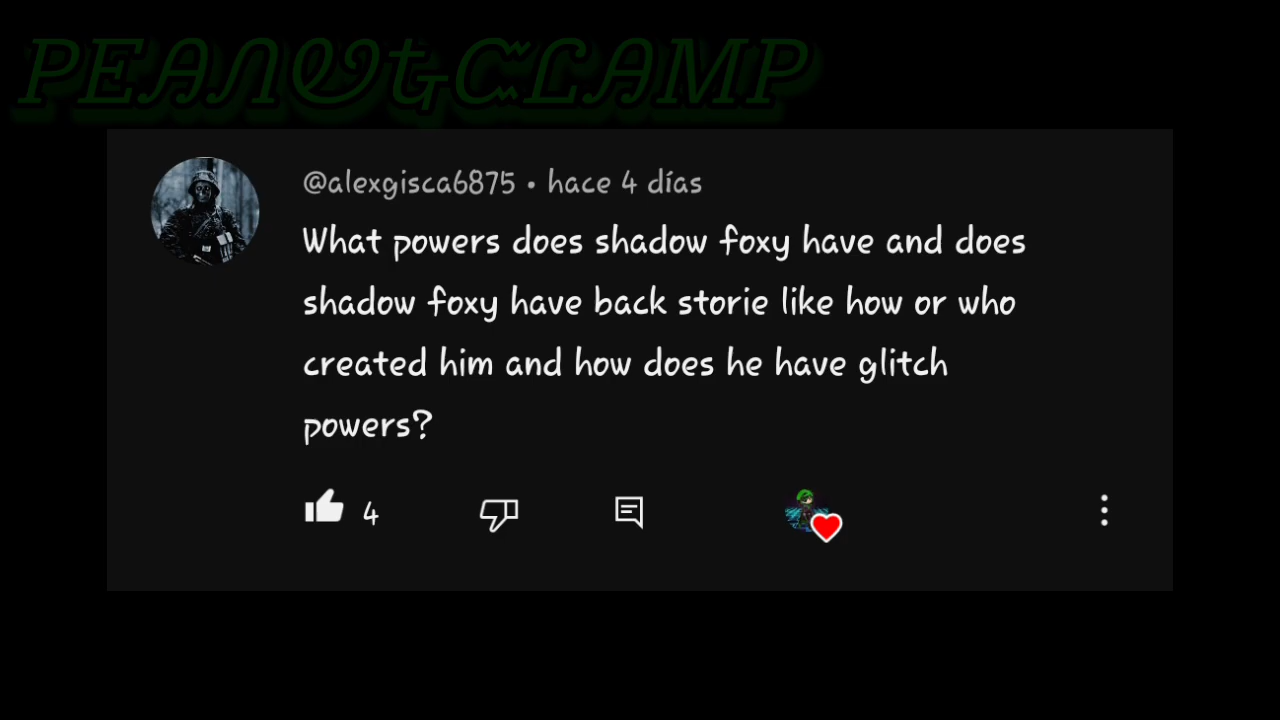 PEANUTCLAMP
@alexgisca6875 • hace 4 días
What powers does shadow foxy have and does
shadow foxy have back storie like how or who
created him and how does he have glitch
powers?
4